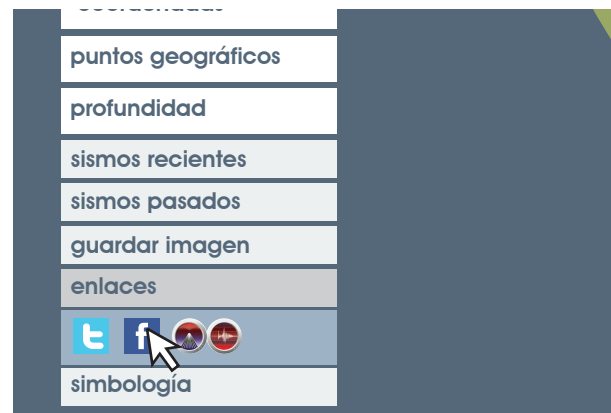 puntos geográficos
profundidad
sismos recientes
sismos pasados
guardar imagen
enlaces
simbología